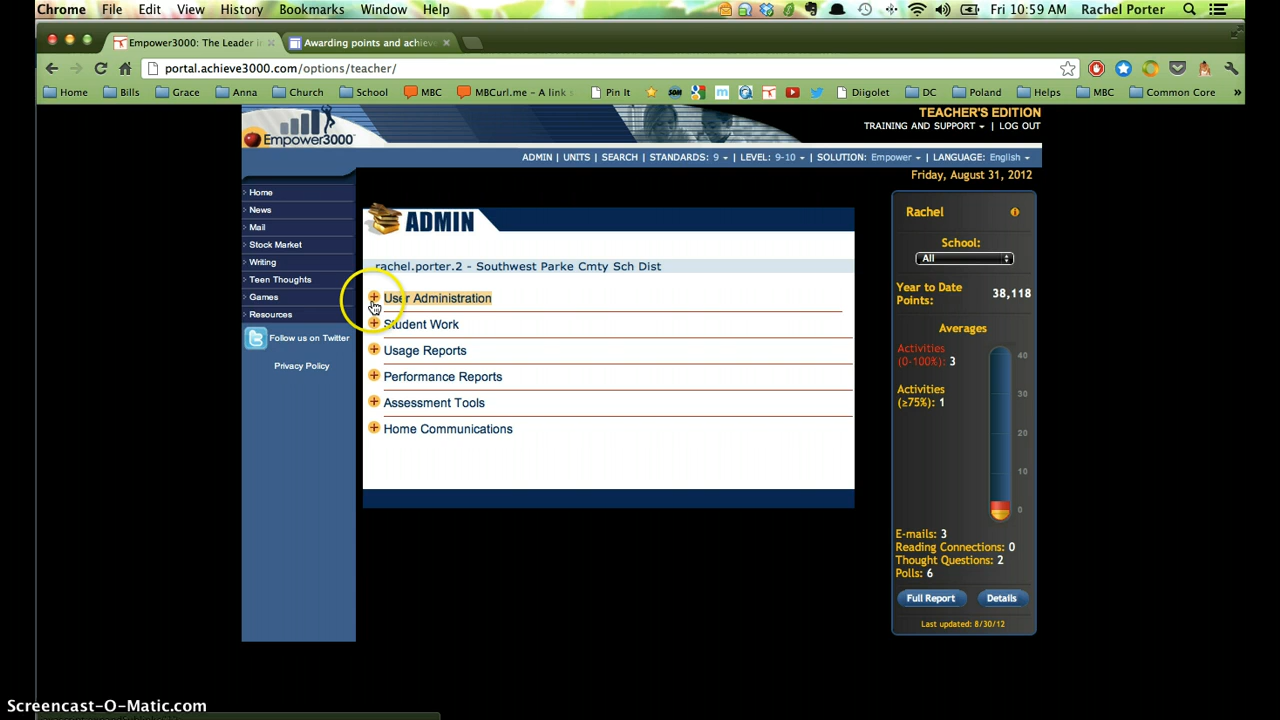 Chrome File Edit View History Bookmarks Window Help Fri 10:59 AM Rachel Porter
Empower3000: The Leader in
Awarding points and achieve
portal.achieve3000.com/options/teacher/
Home Bills Grace Anna Church School MBC MBCurl.me - A link s Pin It Diigolet DC Poland Helps MBC Common Core »
Empower3000
TEACHER'S EDITION
TRAINING AND SUPPORT | LOG OUT
ADMIN | UNITS | SEARCH | STANDARDS: 9 | LEVEL: 9-10 | SOLUTION: Empower | LANGUAGE: English
Friday, August 31, 2012
Home
News
Mail
Stock Market
Writing
Teen Thoughts
Games
Resources
Follow us on Twitter
Privacy Policy
ADMIN
rachel.porter.2 - Southwest Parke Cmty Sch Dist
User Administration
Student Work
Usage Reports
Performance Reports
Assessment Tools
Home Communications
Rachel
School:
All
Year to Date
Points: 38,118
Averages
Activities
(0-100%): 3
Activities
(≥75%): 1
40
30
20
10
0
E-mails: 3
Reading Connections: 0
Thought Questions: 2
Polls: 6
Full Report Details
Last updated: 8/30/12
Screencast-O-Matic.com